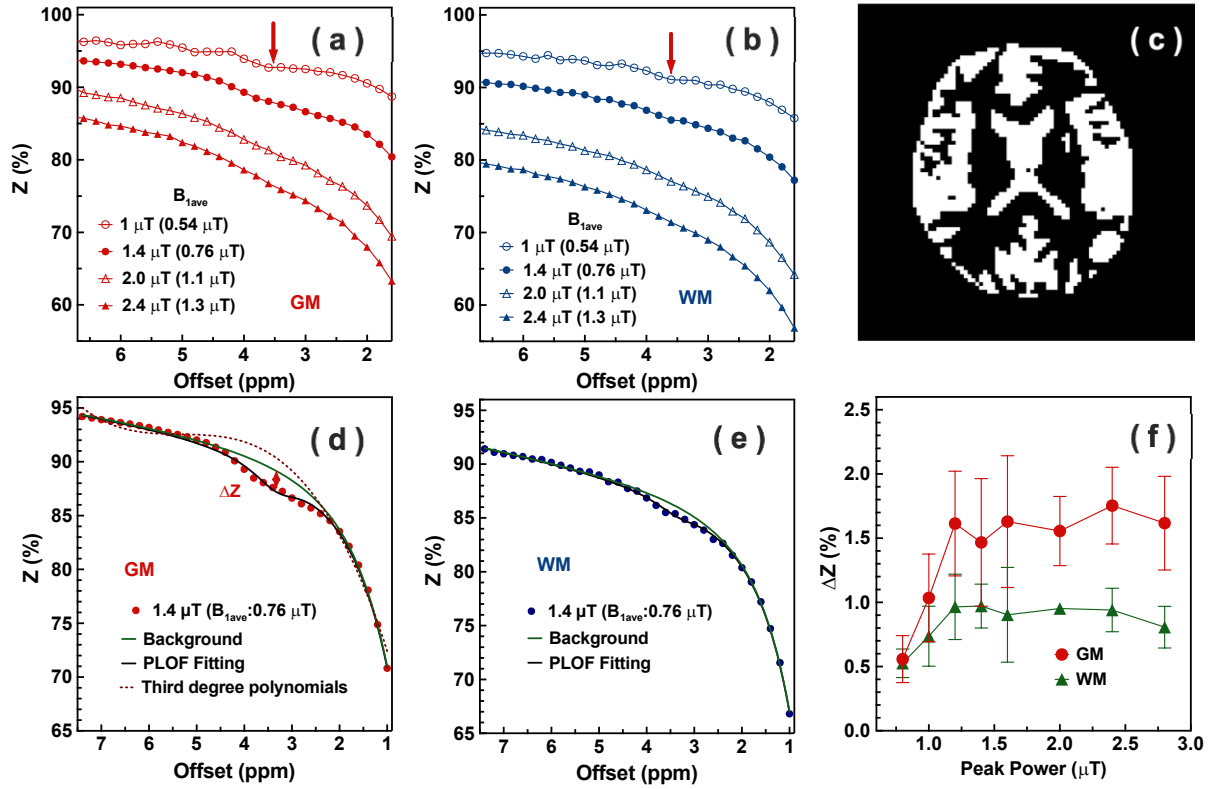 ( a )
100
90
80
70
60
Z (%)
B1ave
1 μT (0.54 μT)
1.4 μT (0.76 μT)
2.0 μT (1.1 μT)
2.4 μT (1.3 μT)
GM
6 5 4 3 2
Offset (ppm)
( b )
100
90
80
70
60
Z (%)
B1ave
1 μT (0.54 μT)
1.4 μT (0.76 μT)
2.0 μT (1.1 μT)
2.4 μT (1.3 μT)
WM
6 5 4 3 2
Offset (ppm)
( c )
( d )
95
90
85
80
75
70
65
Z (%)
ΔZ
GM
1.4 μT (B1ave:0.76 μT)
Background
PLOF Fitting
Third degree polynomials
7 6 5 4 3 2 1
Offset (ppm)
( e )
95
90
85
80
75
70
65
Z (%)
WM
1.4 μT (B1ave:0.76 μT)
Background
PLOF Fitting
7 6 5 4 3 2 1
Offset (ppm)
( f )
2.5
2.0
1.5
1.0
0.5
0.0
ΔZ (%)
GM
WM
1.0 1.5 2.0 2.5 3.0
Peak Power (μT)